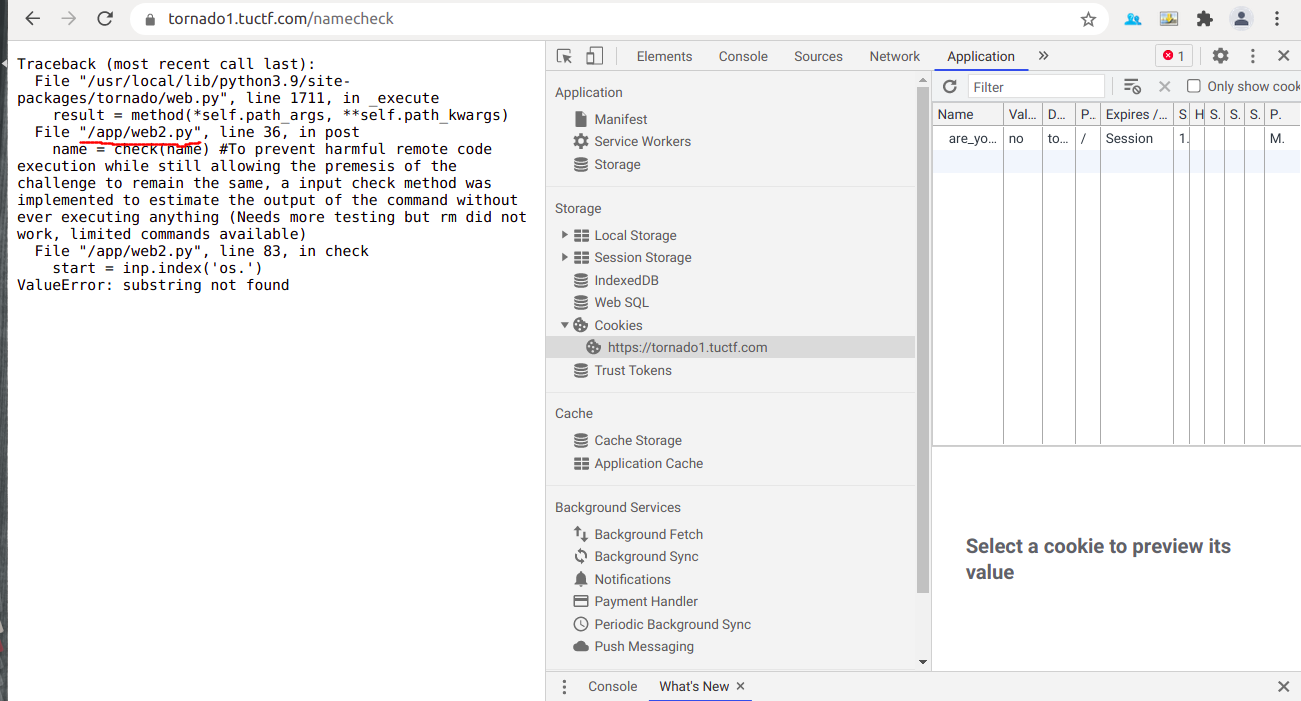 tornado1.tuctf.com/namecheck
Traceback (most recent call last):
File "/usr/local/lib/python3.9/site-
packages/tornado/web.py", line 1711, in _execute
result = method(*self.path_args, **self.path_kwargs)
File "/app/web2.py", line 36, in post
name = check(name) #To prevent harmful remote code
execution while still allowing the premesis of the
challenge to remain the same, a input check method was
implemented to estimate the output of the command without
ever executing anything (Needs more testing but rm did not
work, limited commands available)
File "/app/web2.py", line 83, in check
start = inp.index('os.')
ValueError: substring not found
Elements Console Sources Network Application » 1
Application
Manifest
Service Workers
Storage
Storage
Local Storage
Session Storage
IndexedDB
Web SQL
Cookies
https://tornado1.tuctf.com
Trust Tokens
Cache
Cache Storage
Application Cache
Background Services
Background Fetch
Background Sync
Notifications
Payment Handler
Periodic Background Sync
Push Messaging
Filter Only show cook
Name Val... D... P.. Expires /... S H S. S. S. P.
are_yo... no to... / Session 1. M.
Select a cookie to preview its
value
Console What's New